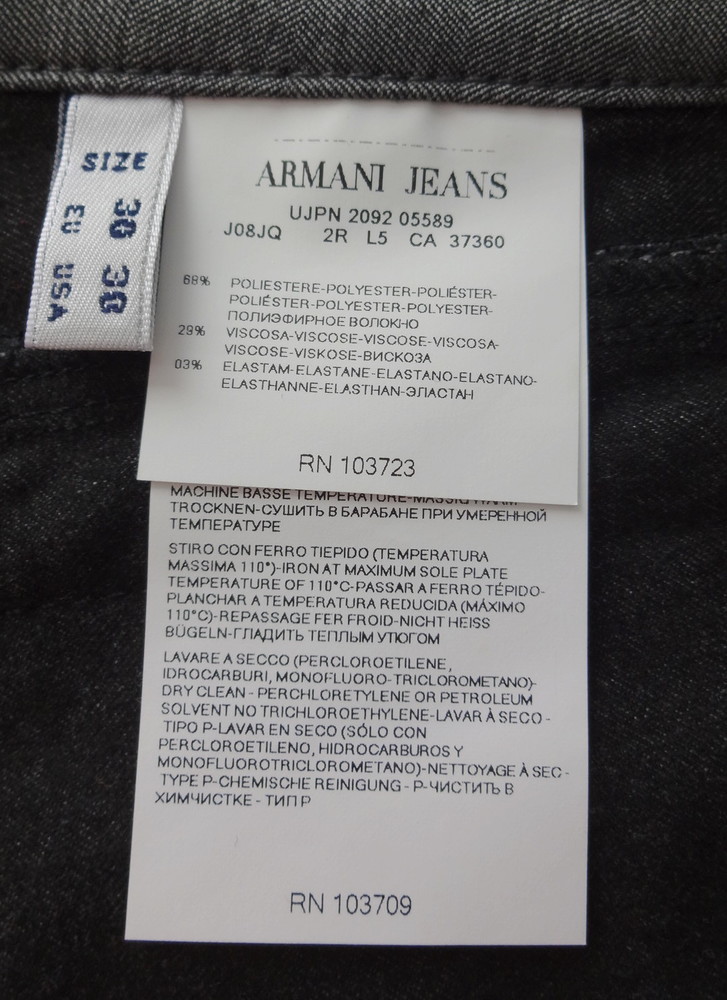 SIZE
EU 30
USA 30
ARMANI JEANS
UJPN 2092 05589
J08JQ 2R L5 CA 37360
68% POLIESTERE-POLYESTER-POLIÉSTER-
POLIÉSTER-POLYESTER-POLYESTER-
ПОЛИЭФИРНОЕ ВОЛОКНО
29% VISCOSA-VISCOSE-VISCOSE-VISCOSA-
VISCOSE-VISKOSE-ВИСКОЗА
03% ELASTAM-ELASTANE-ELASTANO-ELASTANO-
ELASTHANNE-ELASTHAN-ЭЛАСТАН
RN 103723
MACHINE BASSE TEMPERATURE-MASSIG WARM
TROCKNEN-СУШИТЬ В БАРАБАНЕ ПРИ УМЕРЕННОЙ
ТЕМПЕРАТУРЕ
STIRO CON FERRO TIEPIDO (TEMPERATURA
MASSIMA 110°)-IRON AT MAXIMUM SOLE PLATE
TEMPERATURE OF 110°C-PASSAR A FERRO TÉPIDO-
PLANCHAR A TEMPERATURA REDUCIDA (MÁXIMO
110°C)-REPASSAGE FER FROID-NICHT HEISS
BÜGELN-ГЛАДИТЬ ТЕПЛЫМ УТЮГОМ
LAVARE A SECCO (PERCLOROETILENE,
IDROCARBURI, MONOFLUORO-TRICLOROMETANO)-
DRY CLEAN - PERCHLORETYLENE OR PETROLEUM
SOLVENT NO TRICHLOROETHYLENE-LAVAR À SECO -
TIPO P-LAVAR EN SECO (SÓLO CON
PERCLOROETILENO, HIDROCARBUROS Y
MONOFLUOROTRICLOROMETANO)-NETTOYAGE À SEC -
TYPE P-CHEMISCHE REINIGUNG - P-ЧИСТИТЬ В
ХИМЧИСТКЕ - ТИП P
RN 103709